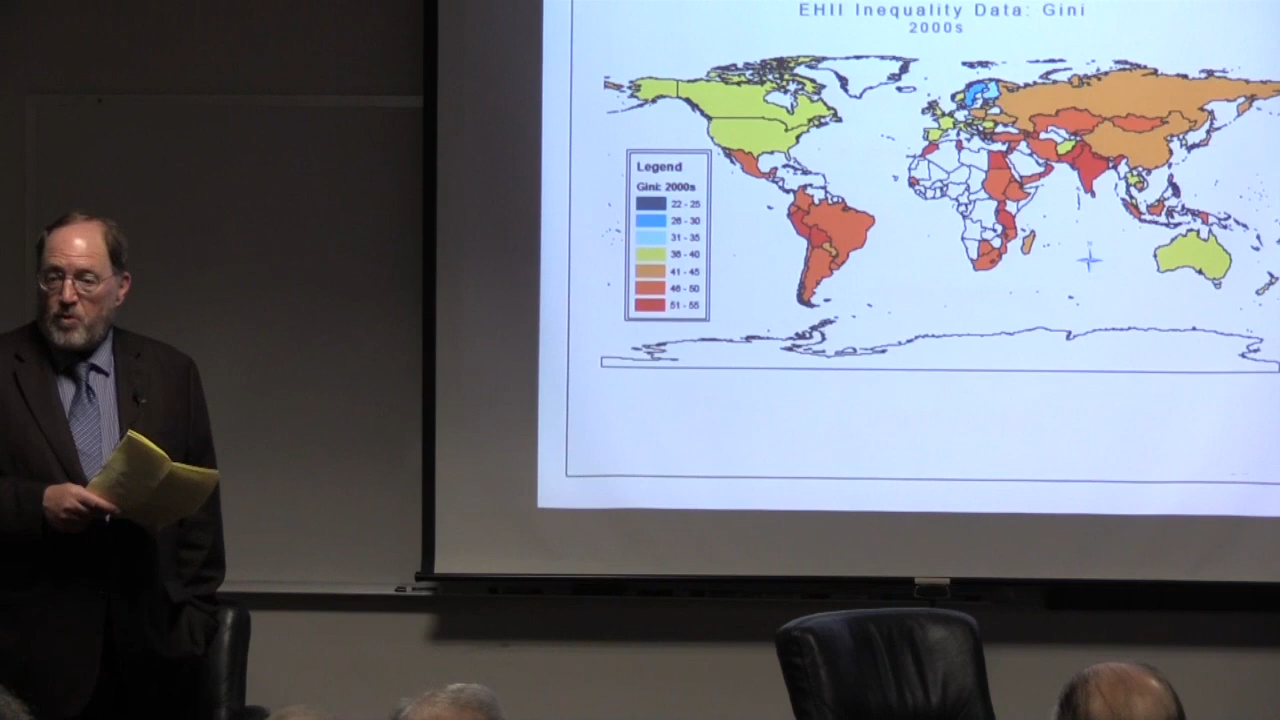 EHII Inequality Data: Gini
2000s
Legend
Gini: 2000s
22 - 25
26 - 30
31 - 35
36 - 40
41 - 45
46 - 50
51 - 55